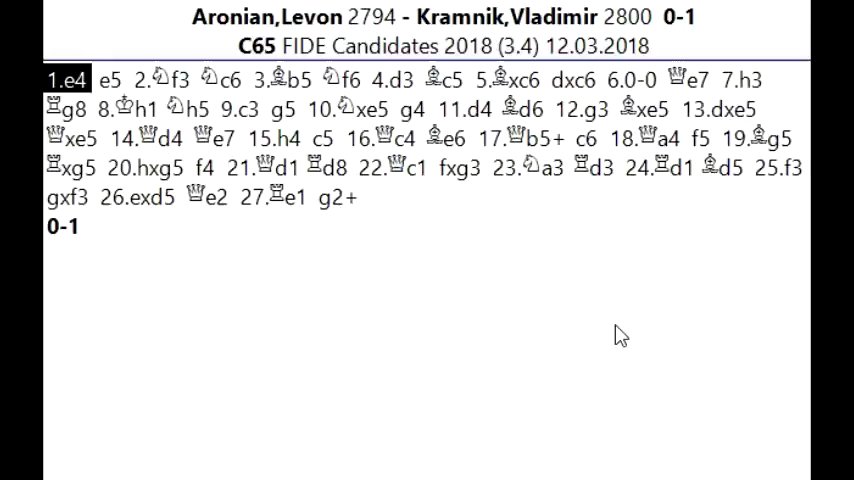 Aronian,Levon 2794 - Kramnik,Vladimir 2800 0-1
C65 FIDE Candidates 2018 (3.4) 12.03.2018
1.e4 e5 2.♘f3 ♘c6 3.♗b5 ♘f6 4.d3 ♗c5 5.♗xc6 dxc6 6.0-0 ♕e7 7.h3
♖g8 8.♔h1 ♘h5 9.c3 g5 10.♘xe5 g4 11.d4 ♗d6 12.g3 ♗xe5 13.dxe5
♕xe5 14.♕d4 ♕e7 15.h4 c5 16.♕c4 ♗e6 17.♕b5+ c6 18.♕a4 f5 19.♗g5
♖xg5 20.hxg5 f4 21.♕d1 ♖d8 22.♕c1 fxg3 23.♘a3 ♖d3 24.♖d1 ♗d5 25.f3
gxf3 26.exd5 ♕e2 27.♖e1 g2+
0-1